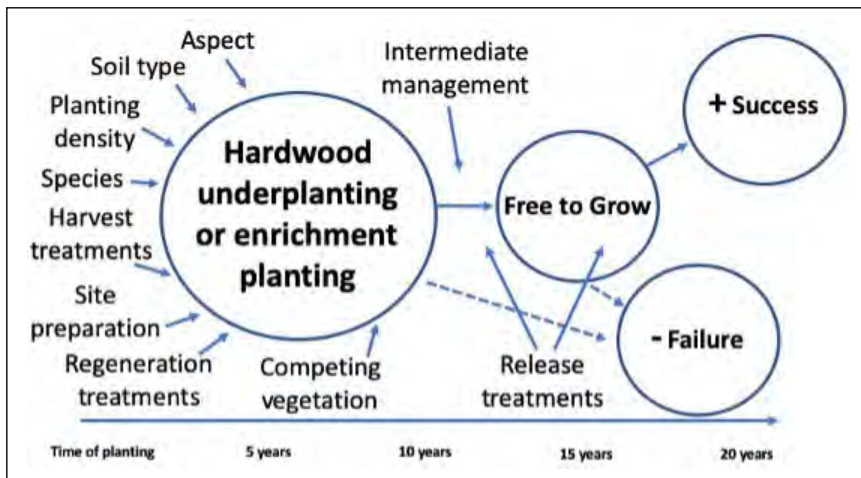 Aspect
Soil type
Planting
density
Species
Harvest
treatments
Site
preparation
Regeneration
treatments
Competing
vegetation
Hardwood
underplanting
or enrichment
planting
Intermediate
management
Free to Grow
Release
treatments
+ Success
- Failure
Time of planting 5 years 10 years 15 years 20 years